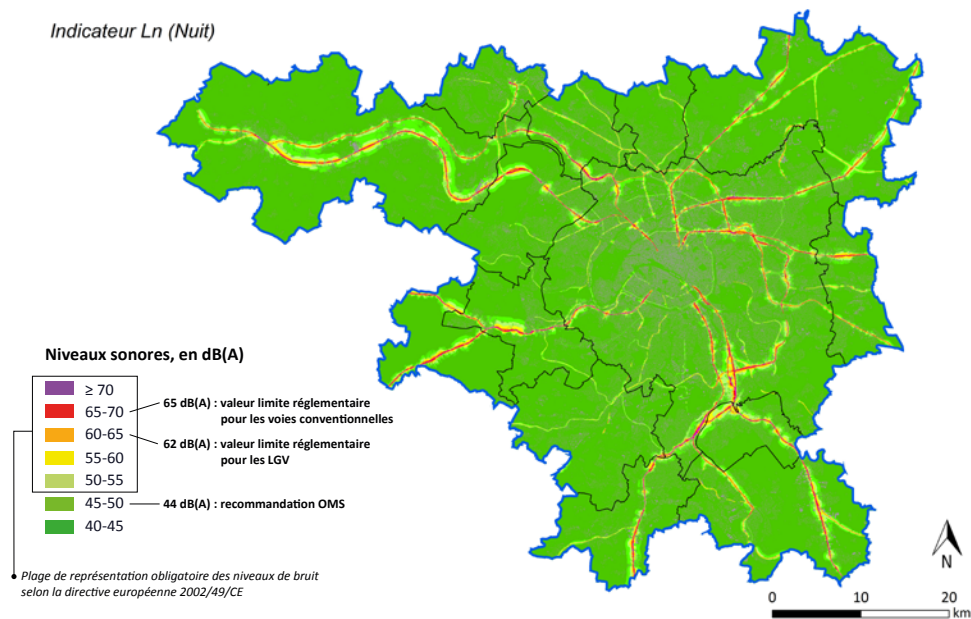 Indicateur Ln (Nuit)
Niveaux sonores, en dB(A)
≥ 70
65-70
60-65
55-60
50-55
45-50
40-45
65 dB(A) : valeur limite réglementaire
pour les voies conventionnelles
62 dB(A) : valeur limite réglementaire
pour les LGV
44 dB(A) : recommandation OMS
• Plage de représentation obligatoire des niveaux de bruit
selon la directive européenne 2002/49/CE
N
0 10 20
km